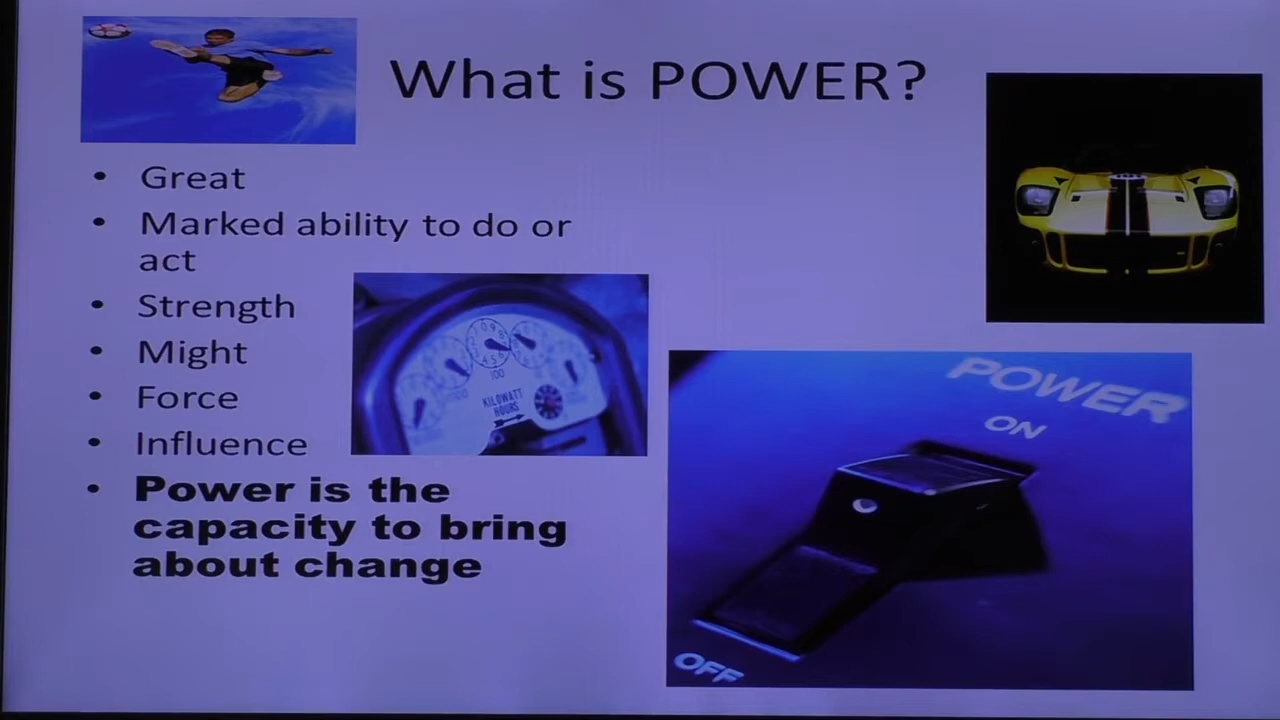 What is POWER?
• Great
• Marked ability to do or
act
• Strength
• Might
• Force
• Influence
• Power is the
capacity to bring
about change
100
KILOWATT
HOURS
POWER
ON
OFF